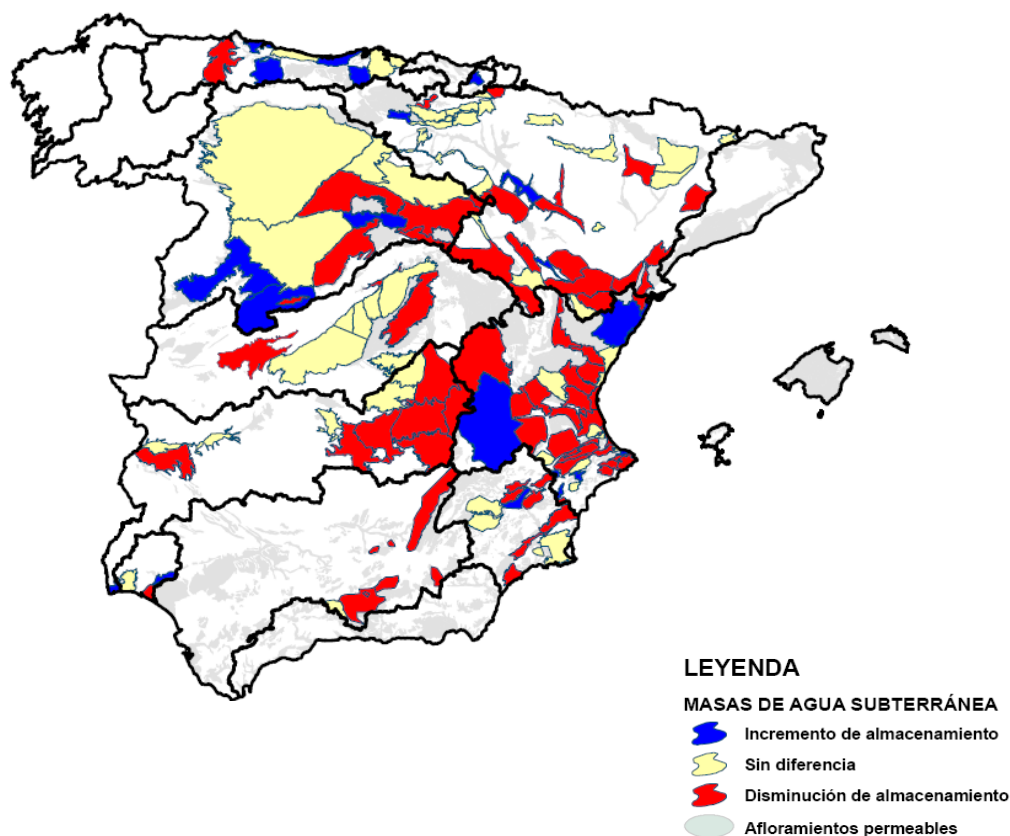 LEYENDA
MASAS DE AGUA SUBTERRÁNEA
Incremento de almacenamiento
Sin diferencia
Disminución de almacenamiento
Afloramientos permeables